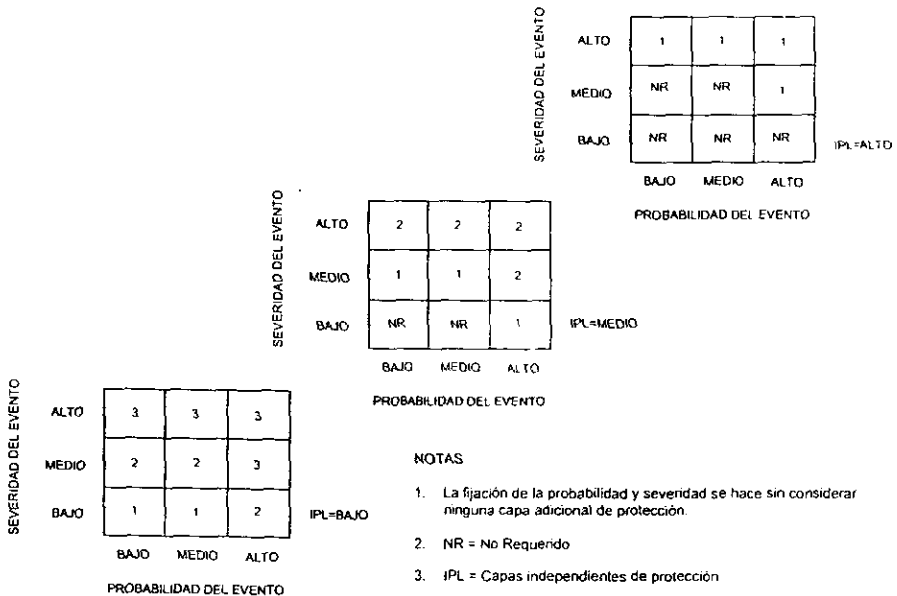 SEVERIDAD DEL EVENTO
ALTO 1 1 1
MEDIO NR NR 1
BAJO NR NR NR IPL=ALTO
BAJO MEDIO ALTO
PROBABILIDAD DEL EVENTO
SEVERIDAD DEL EVENTO
ALTO 2 2 2
MEDIO 1 1 2
BAJO NR NR 1 IPL=MEDIO
BAJO MEDIO ALTO
PROBABILIDAD DEL EVENTO
SEVERIDAD DEL EVENTO
ALTO 3 3 3
MEDIO 2 2 3
BAJO 1 1 2 IPL=BAJO
BAJO MEDIO ALTO
PROBABILIDAD DEL EVENTO
NOTAS
1. La fijación de la probabilidad y severidad se hace sin considerar
ninguna capa adicional de protección.
2. NR = No Requerido
3. IPL = Capas independientes de protección